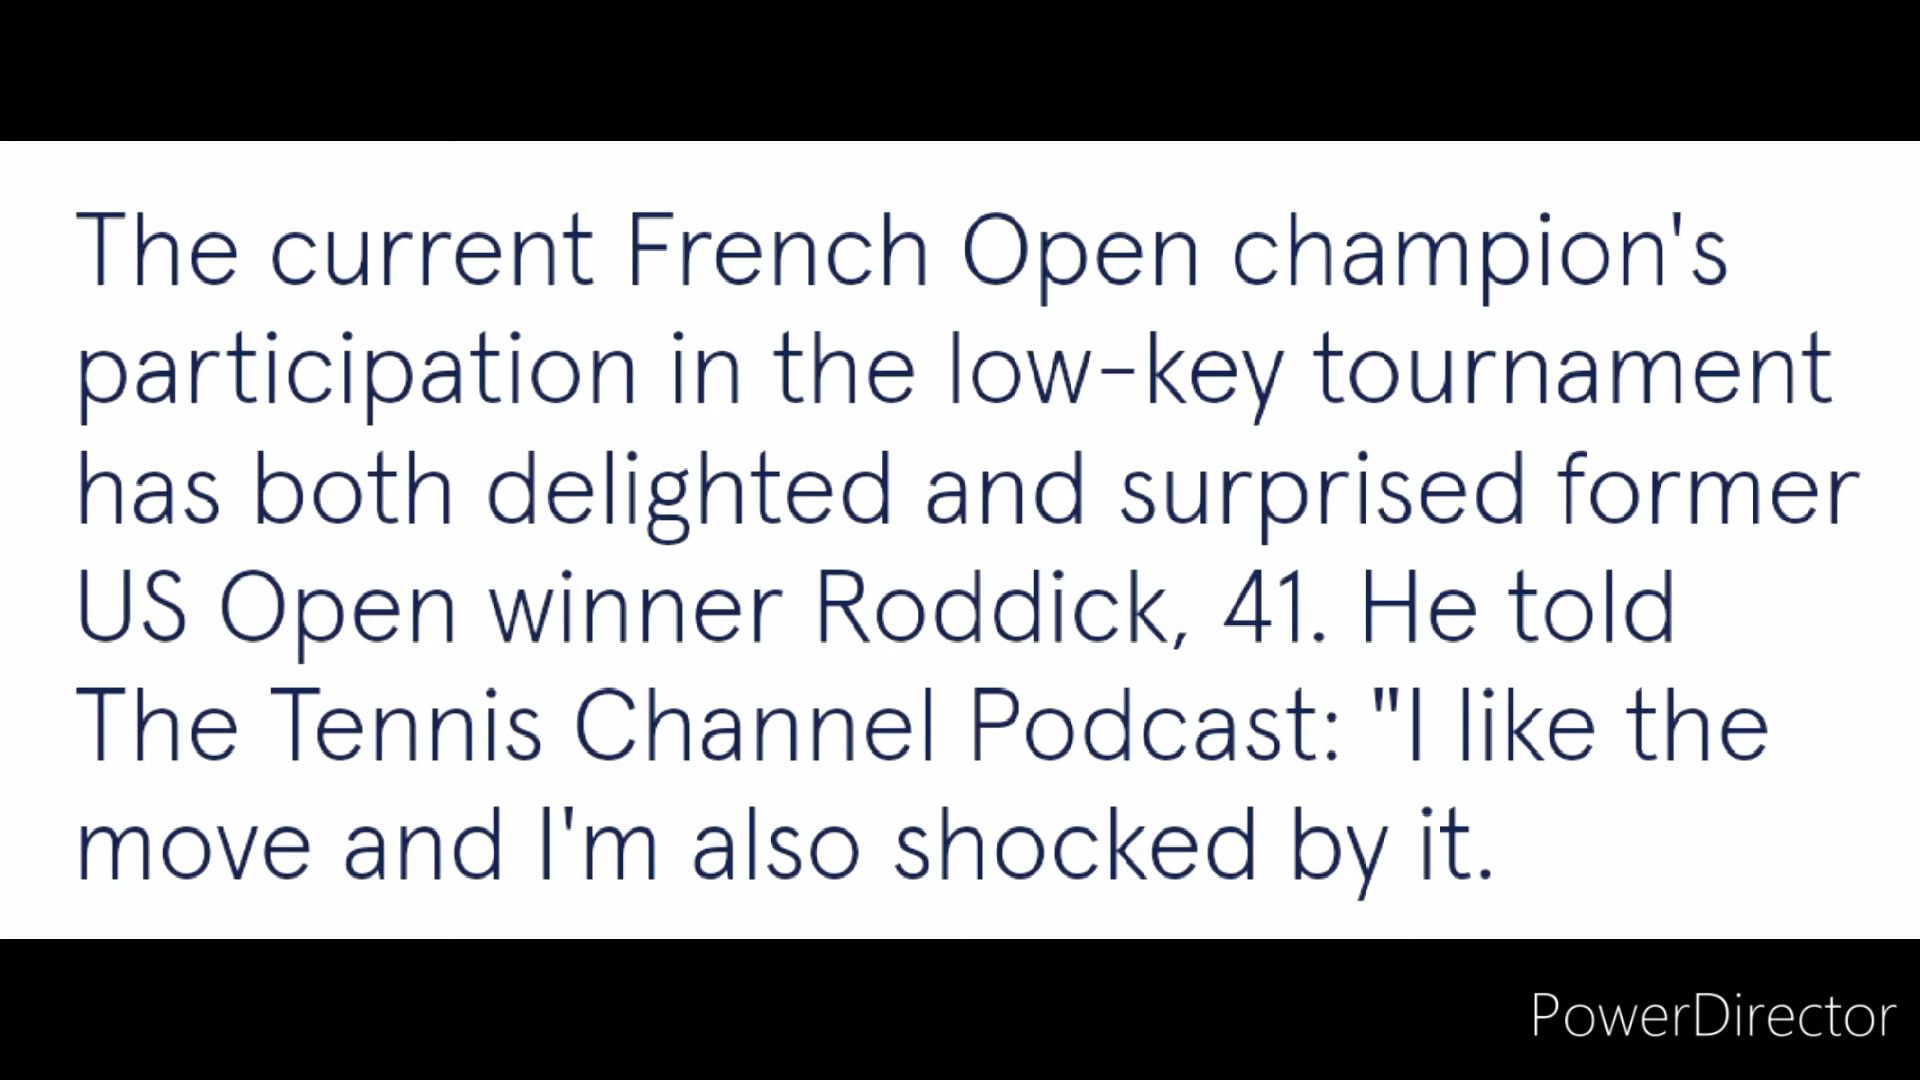 The current French Open champion's
participation in the low-key tournament
has both delighted and surprised former
US Open winner Roddick, 41. He told
The Tennis Channel Podcast: "I like the
move and I'm also shocked by it.
PowerDirector